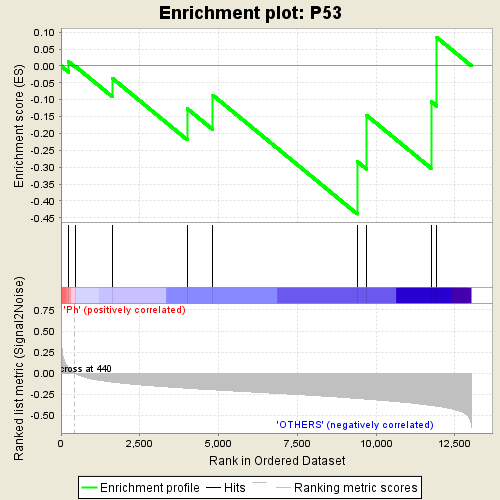 Enrichment plot: P53
Enrichment score (ES)
0.10
0.05
0.00
-0.05
-0.10
-0.15
-0.20
-0.25
-0.30
-0.35
-0.40
-0.45
'Ph' (positively correlated)
Ranked list metric (Signal2Noise)
0.75
0.50
0.25
0.00
-0.25
-0.50
cross at 440
'OTHERS' (negatively correlated)
0 2,500 5,000 7,500 10,000 12,500
Rank in Ordered Dataset
Enrichment profile Hits Ranking metric scores